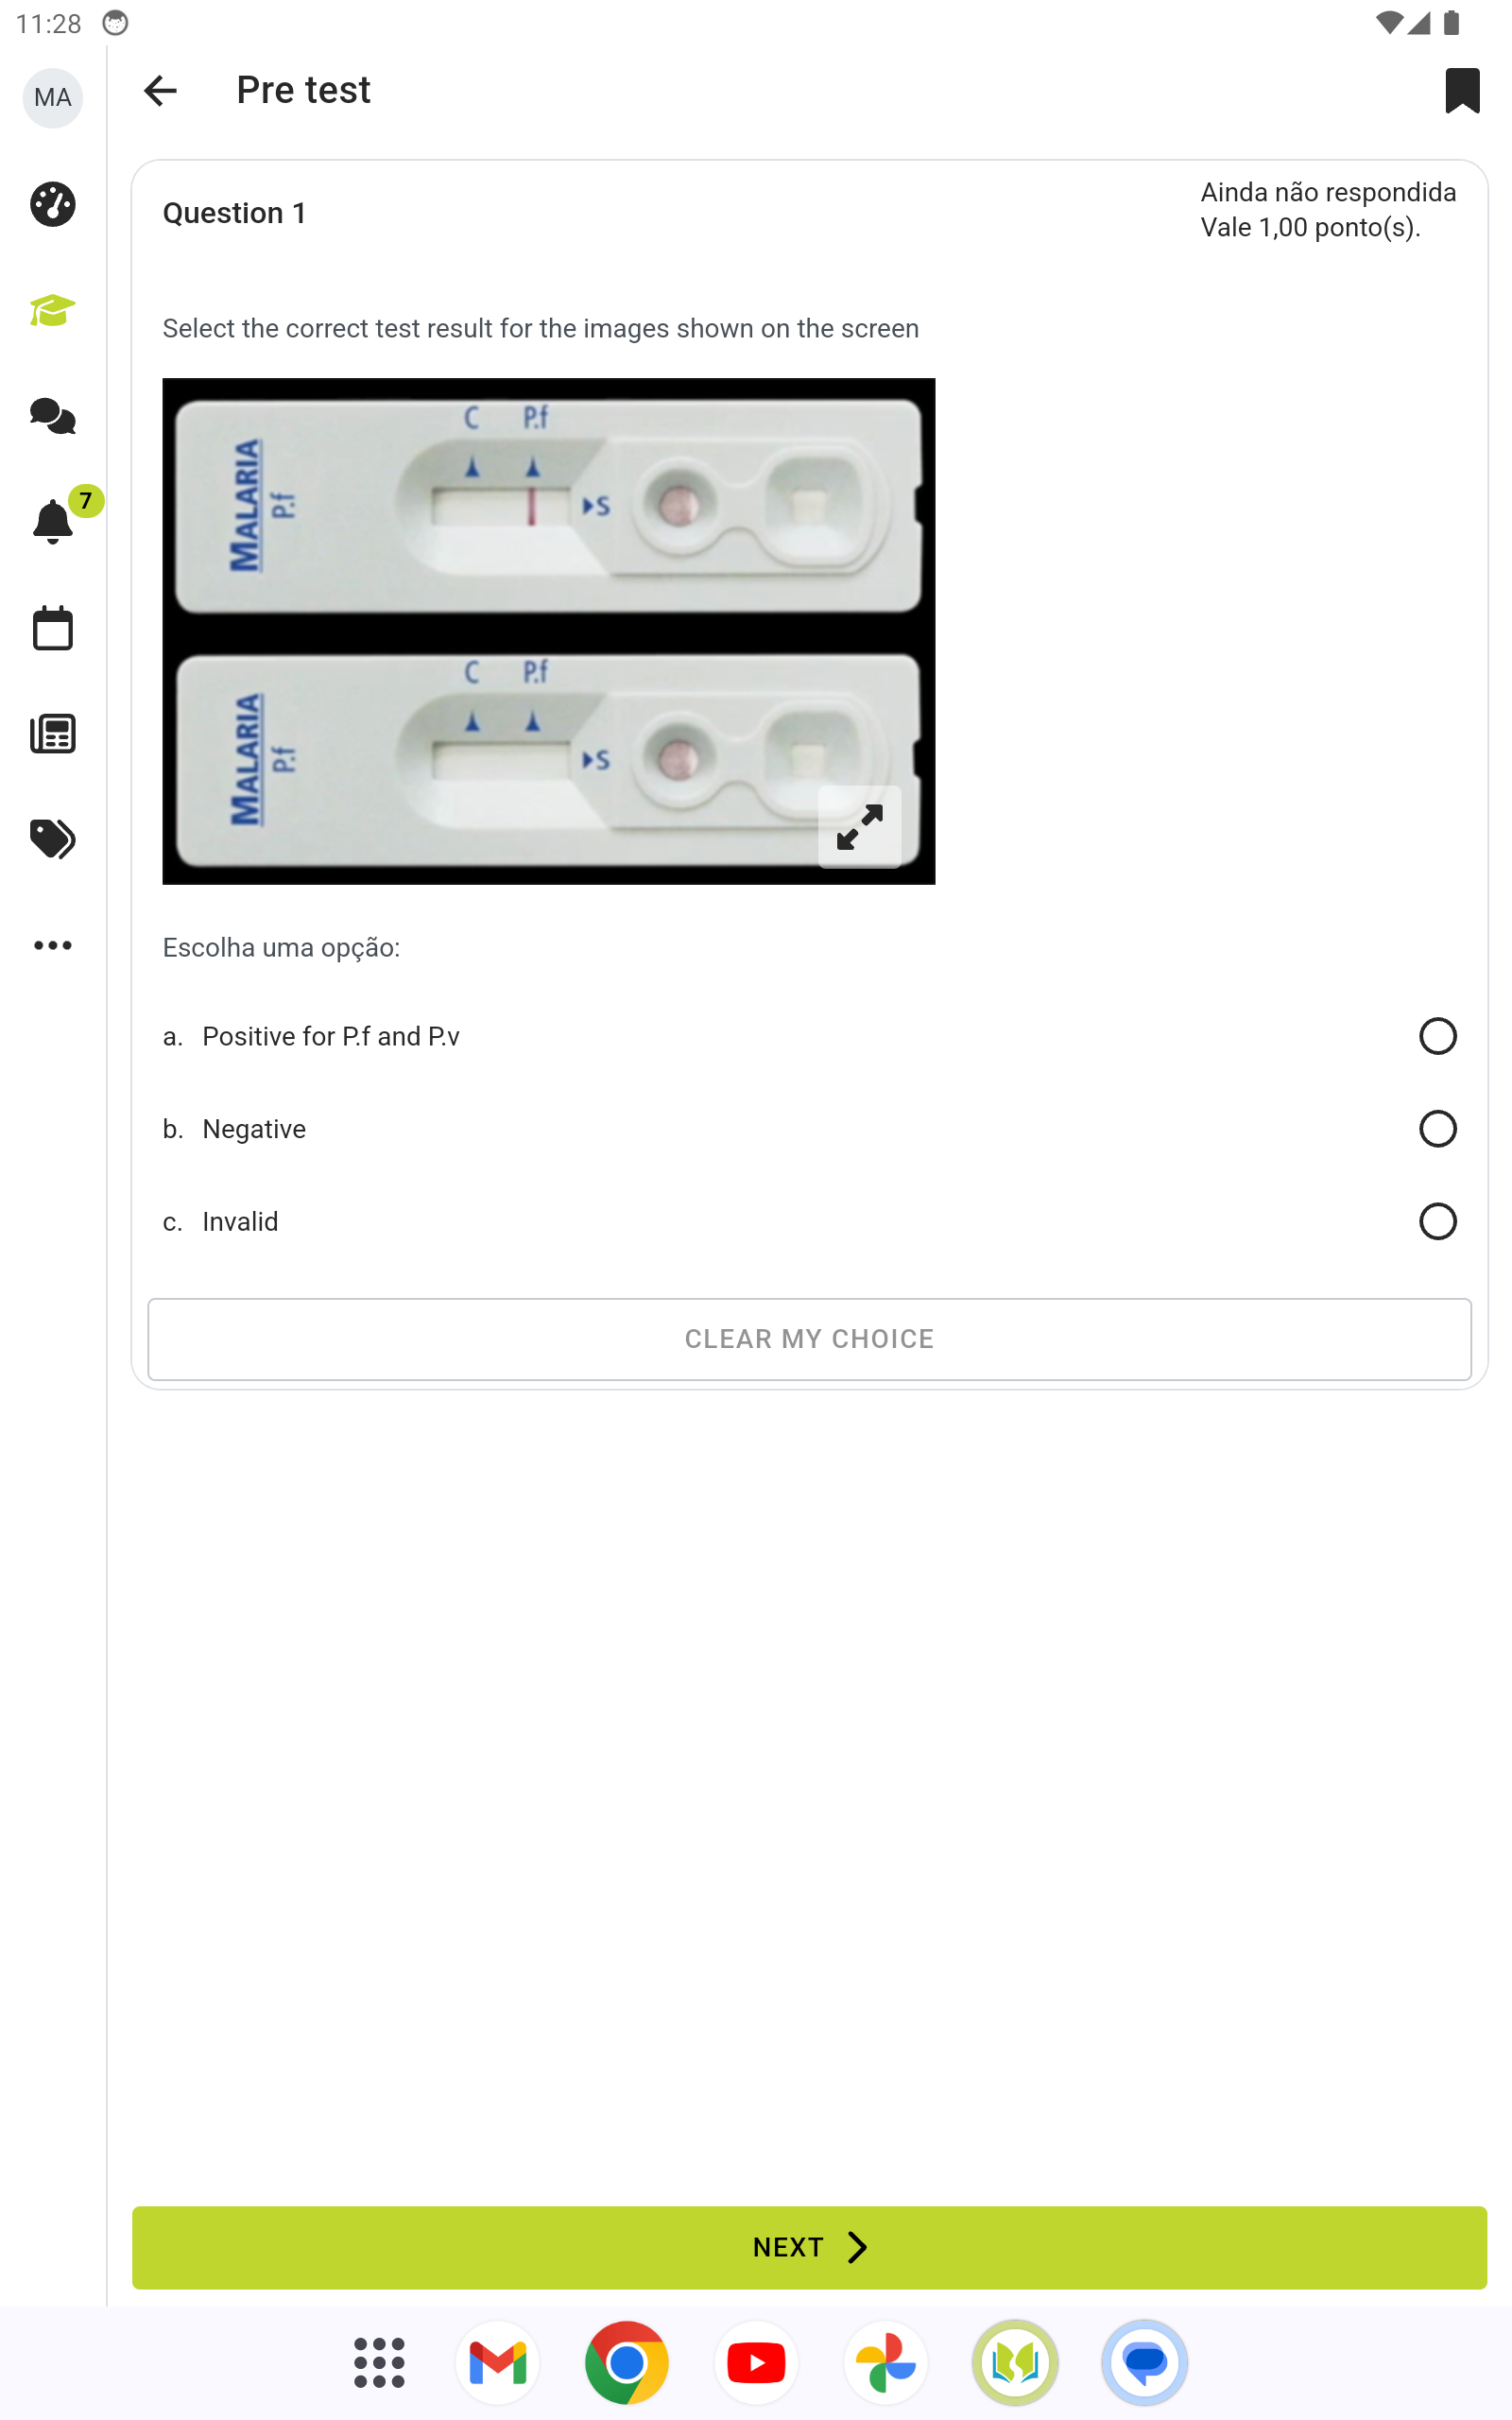 11:28
MA
Pre test
Question 1
Ainda não respondida
Vale 1,00 ponto(s).
Select the correct test result for the images shown on the screen
C P.f
MALARIA
P.f
S
C P.f
MALARIA
P.f
S
7
Escolha uma opção:
a. Positive for P.f and P.v
b. Negative
c. Invalid
CLEAR MY CHOICE
NEXT